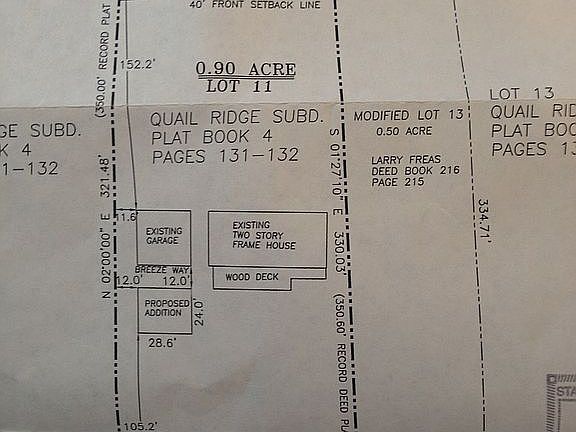 40' FRONT SETBACK LINE
(350.00' RECORD PLAT
152.2'
0.90 ACRE
LOT 11
QUAIL RIDGE SUBD.
PLAT BOOK 4
PAGES 131-132
GE SUBD.
K 4
1-132
MODIFIED LOT 13
0.50 ACRE
LARRY FREAS
DEED BOOK 216
PAGE 215
LOT 13
QUAIL RI
PLAT BOO
PAGES 13
N 02°00'00" E 321.48'
S 01°27'10" E 330.03'
(350.60' RECORD DEED PL
334.71'
11.6'
EXISTING
GARAGE
EXISTING
TWO STORY
FRAME HOUSE
BREEZE WAY
12.0'
12.0'
WOOD DECK
PROPOSED
ADDITION
24.0'
28.6'
105.2'
STA